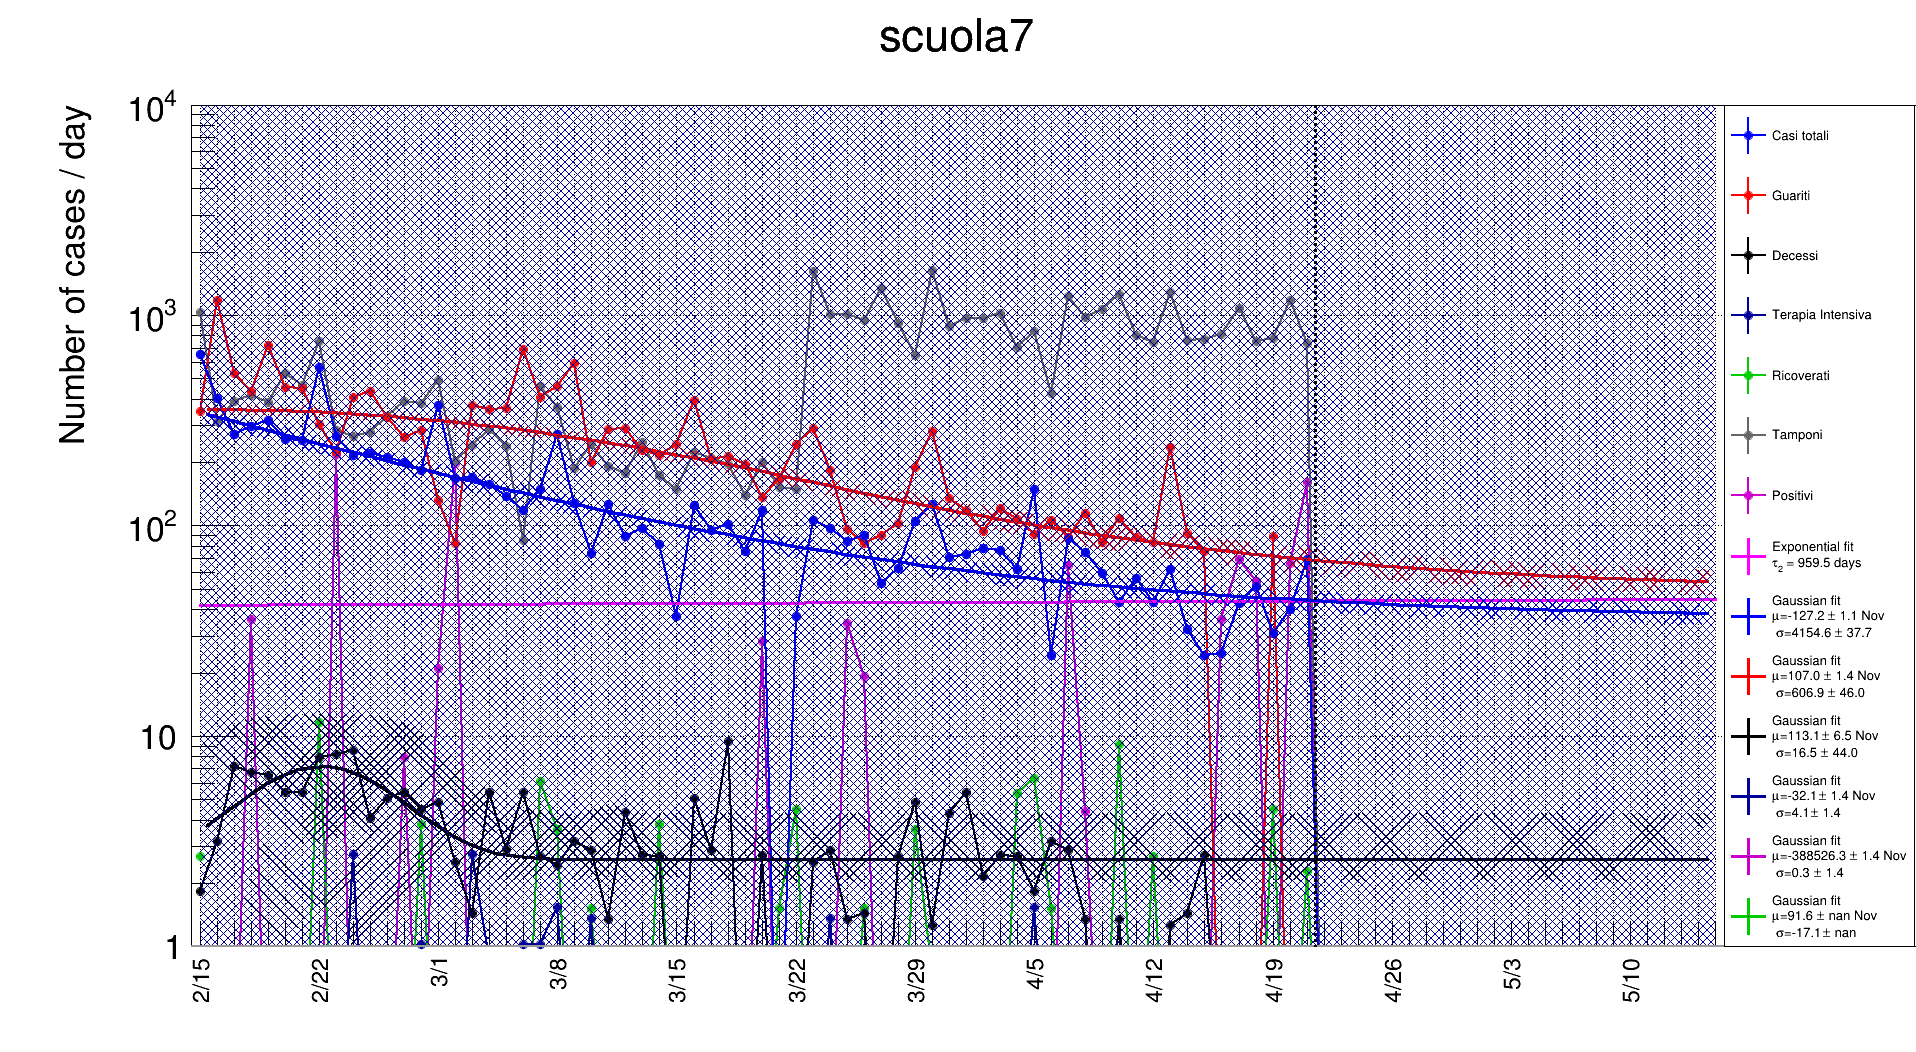 scuola7
Number of cases / day
10^4
10^3
10^2
10
1
2/15
2/22
3/1
3/8
3/15
3/22
3/29
4/5
4/12
4/19
4/26
5/3
5/10
Casi totali
Guariti
Decessi
Terapia Intensiva
Ricoverati
Tamponi
Positivi
Exponential fit
τ2 = 959.5 days
Gaussian fit
μ=-127.2 ± 1.1 Nov
σ=4154.6 ± 37.7
Gaussian fit
μ=107.0 ± 1.4 Nov
σ=606.9 ± 46.0
Gaussian fit
μ=113.1 ± 6.5 Nov
σ=16.5 ± 44.0
Gaussian fit
μ=-32.1 ± 1.4 Nov
σ=4.1 ± 1.4
Gaussian fit
μ=-388526.3 ± 1.4 Nov
σ=0.3 ± 1.4
Gaussian fit
μ=91.6 ± nan Nov
σ=-17.1 ± nan